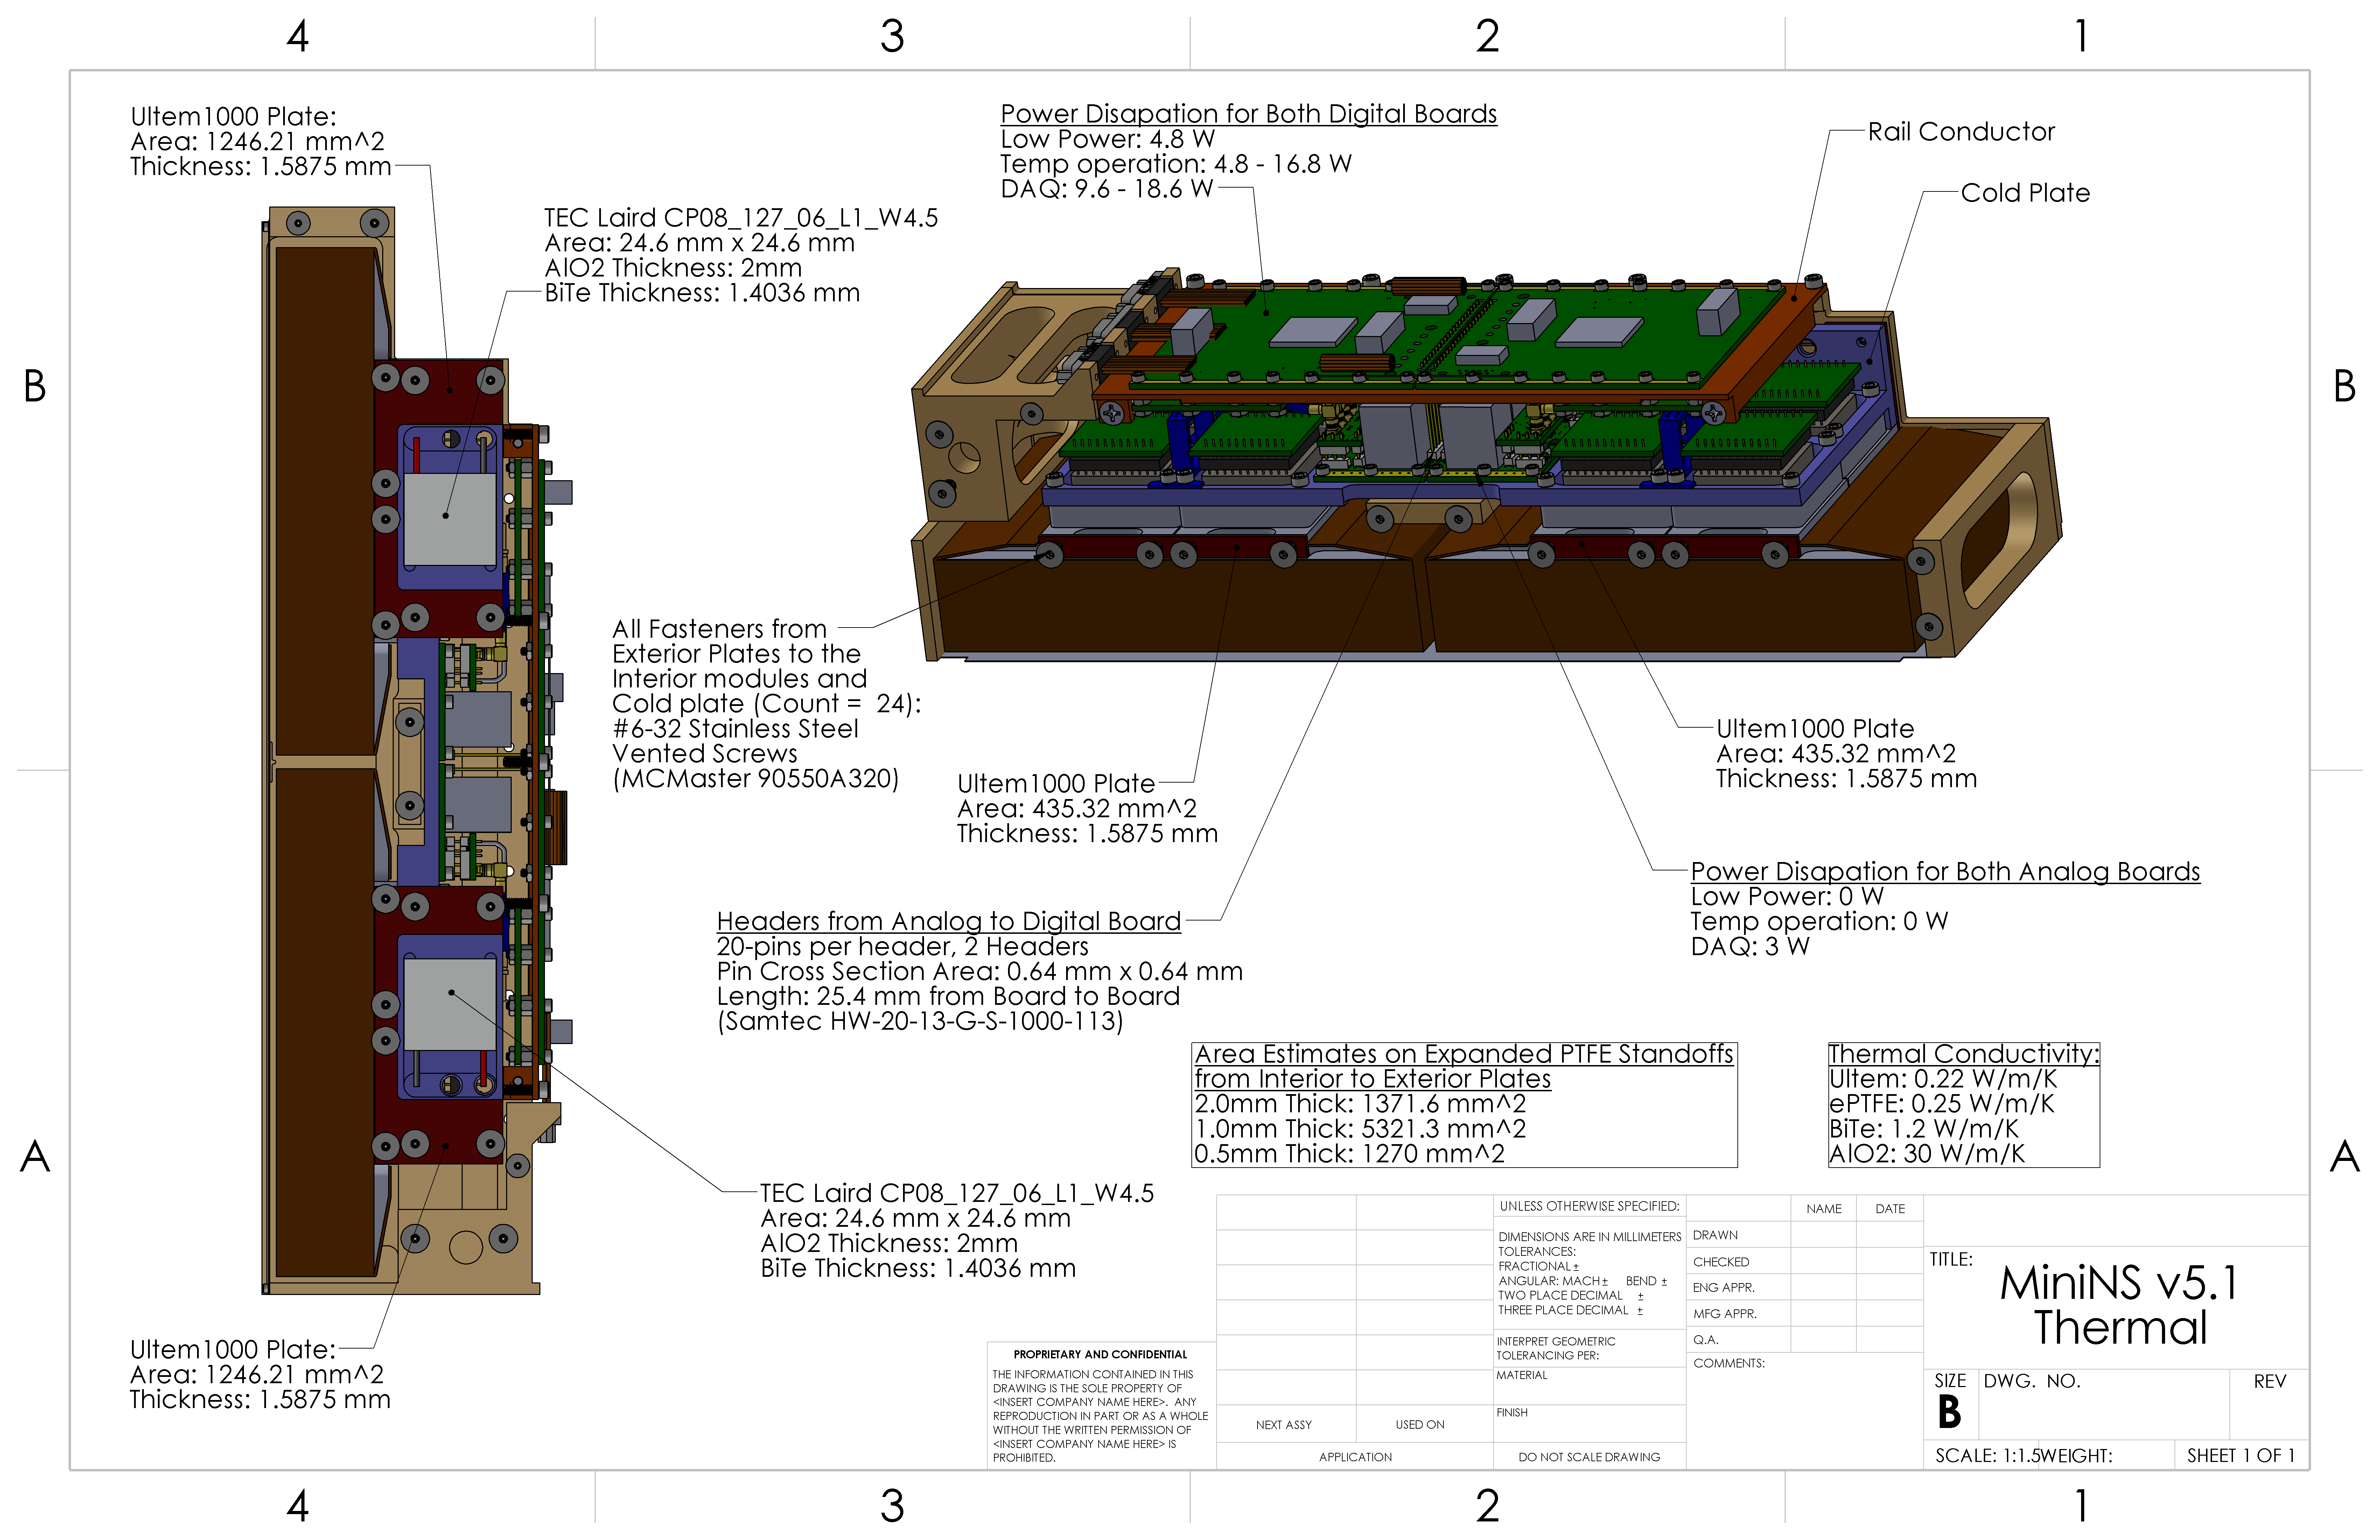 4
3
2
1
B
B
A
A
Ultem1000 Plate:
Area: 1246.21 mm^2
Thickness: 1.5875 mm
TEC Laird CP08_127_06_L1_W4.5
Area: 24.6 mm x 24.6 mm
AlO2 Thickness: 2mm
BiTe Thickness: 1.4036 mm
Power Disapation for Both Digital Boards
Low Power: 4.8 W
Temp operation: 4.8 - 16.8 W
DAQ: 9.6 - 18.6 W
Rail Conductor
Cold Plate
All Fasteners from
Exterior Plates to the
Interior modules and
Cold plate (Count = 24):
#6-32 Stainless Steel
Vented Screws
(MCMaster 90550A320)
Ultem1000 Plate
Area: 435.32 mm^2
Thickness: 1.5875 mm
Ultem1000 Plate
Area: 435.32 mm^2
Thickness: 1.5875 mm
Power Disapation for Both Analog Boards
Low Power: 0 W
Temp operation: 0 W
DAQ: 3 W
Headers from Analog to Digital Board
20-pins per header, 2 Headers
Pin Cross Section Area: 0.64 mm x 0.64 mm
Length: 25.4 mm from Board to Board
(Samtec HW-20-13-G-S-1000-113)
Area Estimates on Expanded PTFE Standoffs
from Interior to Exterior Plates
2.0mm Thick: 1371.6 mm^2
1.0mm Thick: 5321.3 mm^2
0.5mm Thick: 1270 mm^2
Thermal Conductivity:
Ultem: 0.22 W/m/K
ePTFE: 0.25 W/m/K
BiTe: 1.2 W/m/K
AlO2: 30 W/m/K
TEC Laird CP08_127_06_L1_W4.5
Area: 24.6 mm x 24.6 mm
AlO2 Thickness: 2mm
BiTe Thickness: 1.4036 mm
Ultem1000 Plate:
Area: 1246.21 mm^2
Thickness: 1.5875 mm
PROPRIETARY AND CONFIDENTIAL
THE INFORMATION CONTAINED IN THIS
DRAWING IS THE SOLE PROPERTY OF
<INSERT COMPANY NAME HERE>. ANY
REPRODUCTION IN PART OR AS A WHOLE
WITHOUT THE WRITTEN PERMISSION OF
<INSERT COMPANY NAME HERE> IS
PROHIBITED.
NEXT ASSY
USED ON
APPLICATION
UNLESS OTHERWISE SPECIFIED:
DIMENSIONS ARE IN MILLIMETERS
TOLERANCES:
FRACTIONAL ±
ANGULAR: MACH ± BEND ±
TWO PLACE DECIMAL ±
THREE PLACE DECIMAL ±
INTERPRET GEOMETRIC
TOLERANCING PER:
MATERIAL
FINISH
DO NOT SCALE DRAWING
NAME
DATE
DRAWN
CHECKED
ENG APPR.
MFG APPR.
Q.A.
COMMENTS:
TITLE:
MiniNS v5.1
Thermal
SIZE
B
DWG. NO.
REV
SCALE: 1:1.5
WEIGHT:
SHEET 1 OF 1
4
3
2
1